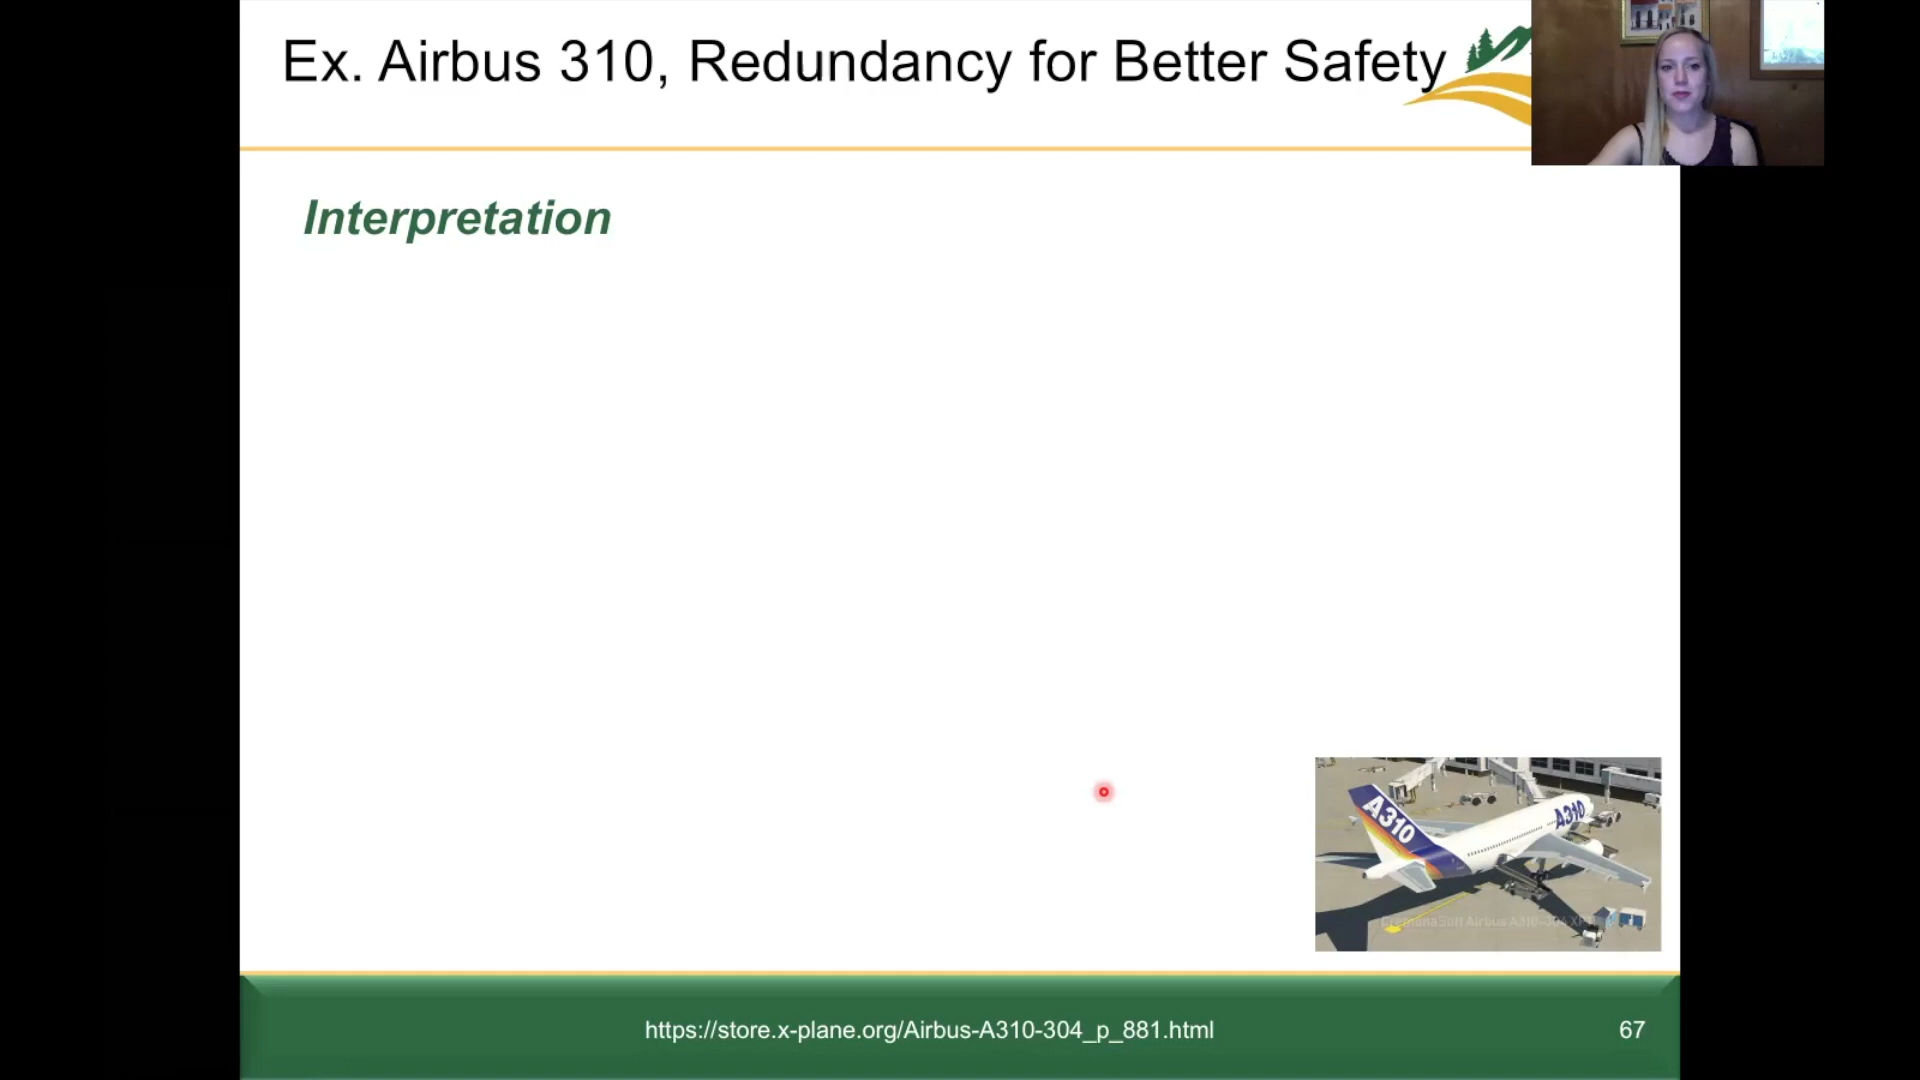 Ex. Airbus 310, Redundancy for Better Safety
Interpretation
A310
A310
https://store.x-plane.org/Airbus-A310-304_p_881.html
67